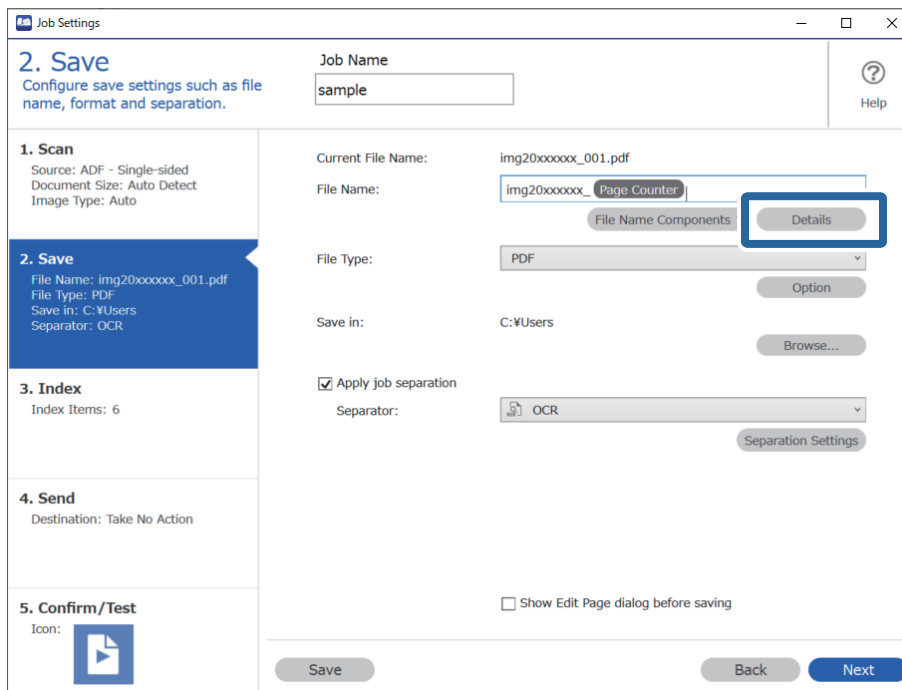 Job Settings
2. Save
Configure save settings such as file
name, format and separation.
Job Name
sample
Help
1. Scan
Source: ADF - Single-sided
Document Size: Auto Detect
Image Type: Auto
2. Save
File Name: img20xxxxxx_001.pdf
File Type: PDF
Save in: C:¥Users
Separator: OCR
3. Index
Index Items: 6
4. Send
Destination: Take No Action
5. Confirm/Test
Icon:
Current File Name: img20xxxxxx_001.pdf
File Name: img20xxxxxx_ Page Counter
File Name Components Details
File Type: PDF
Option
Save in: C:¥Users
Browse...
Apply job separation
Separator: OCR
Separation Settings
Show Edit Page dialog before saving
Save Back Next